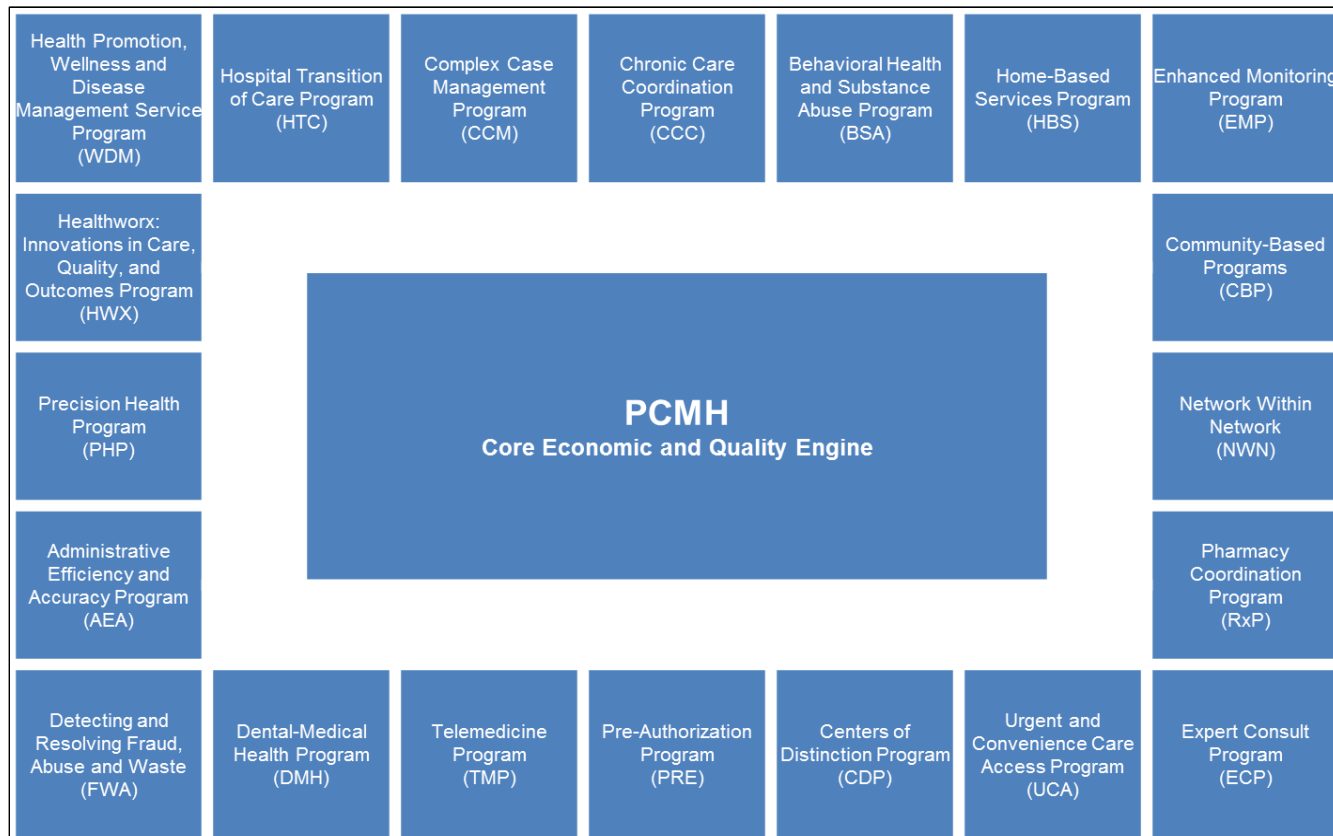 Health Promotion,
Wellness and
Disease
Management Service
Program
(WDM)
Hospital Transition
of Care Program
(HTC)
Complex Case
Management
Program
(CCM)
Chronic Care
Coordination
Program
(CCC)
Behavioral Health
and Substance
Abuse Program
(BSA)
Home-Based
Services Program
(HBS)
Enhanced Monitoring
Program
(EMP)
Healthworx:
Innovations in Care,
Quality, and
Outcomes Program
(HWX)
Community-Based
Programs
(CBP)
PCMH
Core Economic and Quality Engine
Precision Health
Program
(PHP)
Network Within
Network
(NWN)
Administrative
Efficiency and
Accuracy Program
(AEA)
Pharmacy
Coordination
Program
(RxP)
Detecting and
Resolving Fraud,
Abuse and Waste
(FWA)
Dental-Medical
Health Program
(DMH)
Telemedicine
Program
(TMP)
Pre-Authorization
Program
(PRE)
Centers of
Distinction Program
(CDP)
Urgent and
Convenience Care
Access Program
(UCA)
Expert Consult
Program
(ECP)